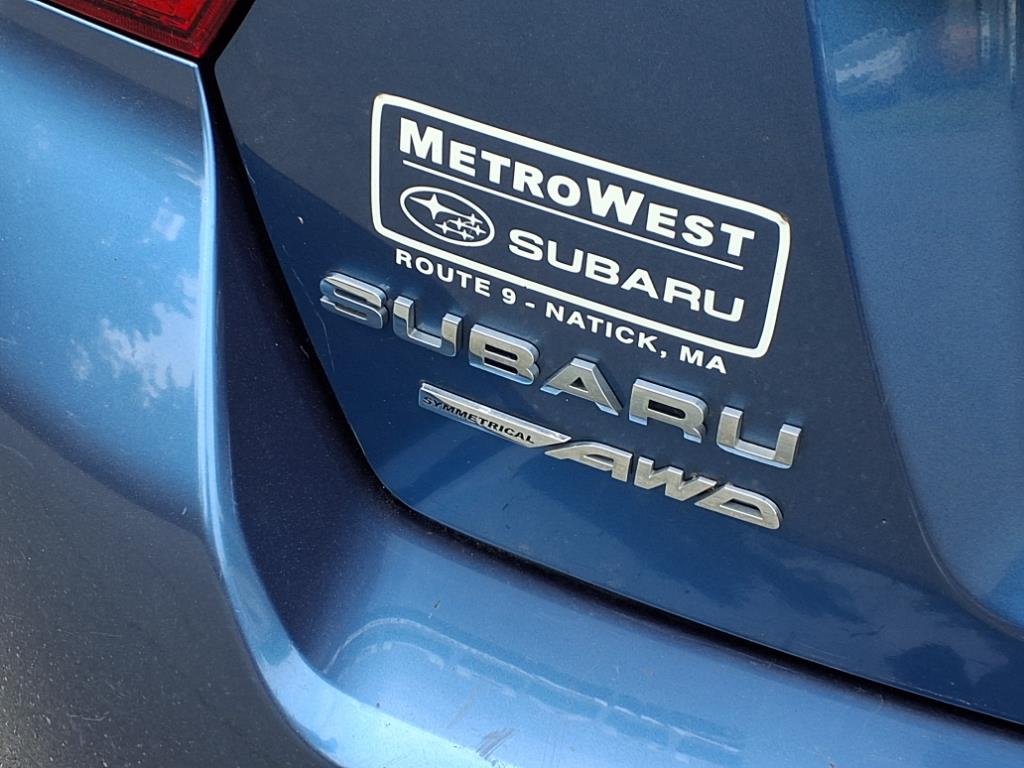 METROWEST
SUBARU
ROUTE 9 - NATICK, MA
SUBARU
SYMMETRICAL
AWD